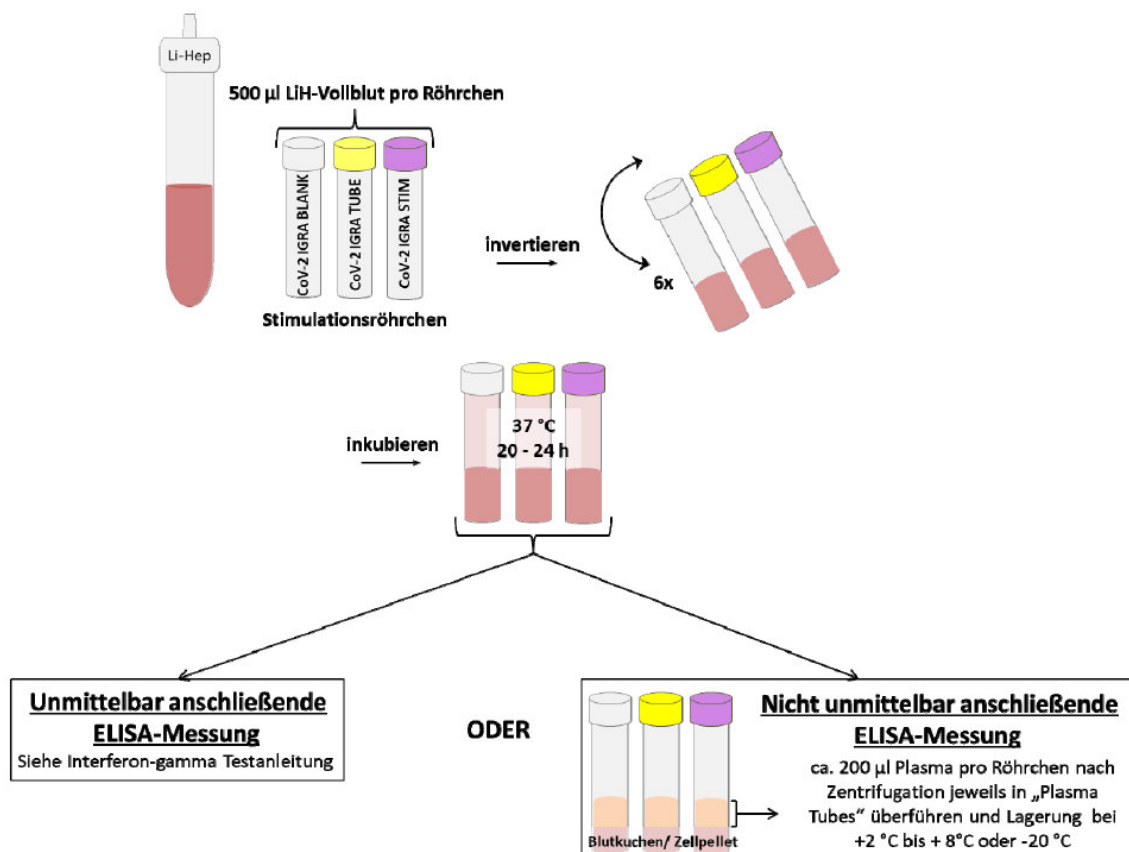 Li-Hep
500 µl LiH-Vollblut pro Röhrchen
CoV-2 IGRA BLANK
CoV-2 IGRA TUBE
CoV-2 IGRA STIM
Stimulationsröhrchen
invertieren
6x
inkubieren
37 °C
20 - 24 h
Unmittelbar anschließende
ELISA-Messung
Siehe Interferon-gamma Testanleitung
ODER
Blutkuchen/ Zellpellet
Nicht unmittelbar anschließende
ELISA-Messung
ca. 200 µl Plasma pro Röhrchen nach
Zentrifugation jeweils in „Plasma
Tubes“ überführen und Lagerung bei
+2 °C bis + 8°C oder -20 °C